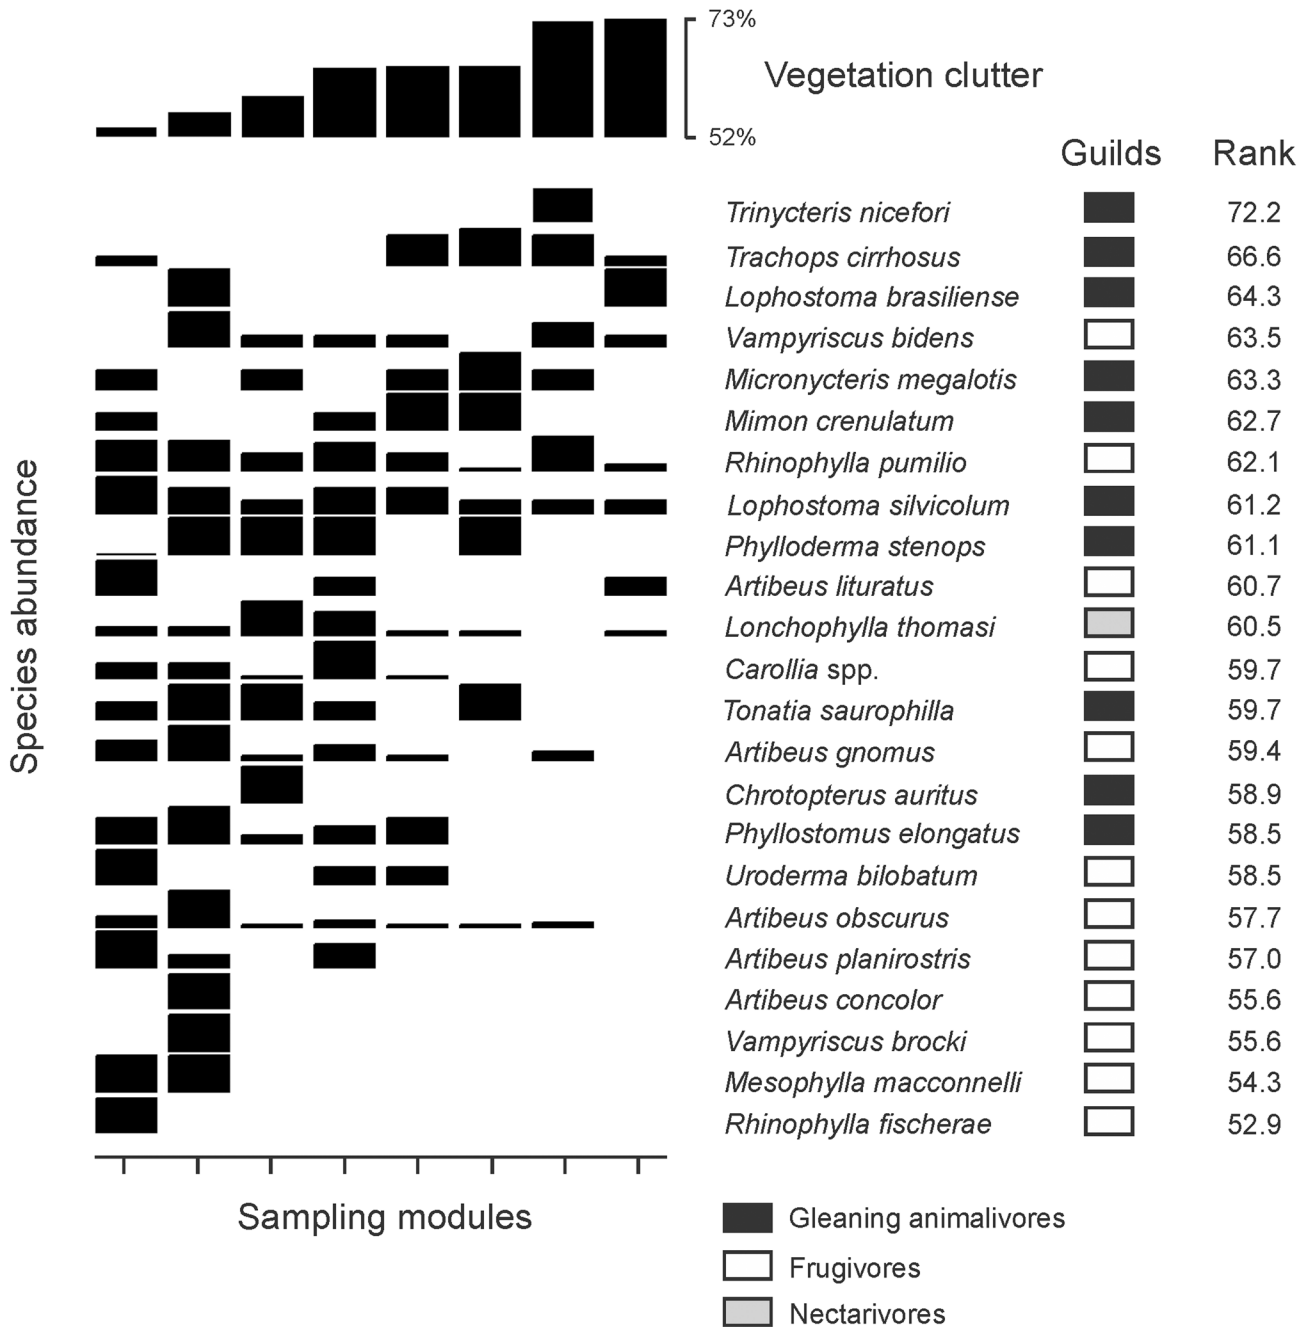 73%
Vegetation clutter
52%
Guilds Rank
Trinycteris nicefori 72.2
Trachops cirrhosus 66.6
Lophostoma brasiliense 64.3
Vampyriscus bidens 63.5
Micronycteris megalotis 63.3
Mimon crenulatum 62.7
Rhinophylla pumilio 62.1
Lophostoma silvicolum 61.2
Phylloderma stenops 61.1
Artibeus lituratus 60.7
Lonchophylla thomasi 60.5
Carollia spp. 59.7
Tonatia saurophilla 59.7
Artibeus gnomus 59.4
Chrotopterus auritus 58.9
Phyllostomus elongatus 58.5
Uroderma bilobatum 58.5
Artibeus obscurus 57.7
Artibeus planirostris 57.0
Artibeus concolor 55.6
Vampyriscus brocki 55.6
Mesophylla macconnelli 54.3
Rhinophylla fischerae 52.9
Species abundance
Sampling modules
Gleaning animalivores
Frugivores
Nectarivores